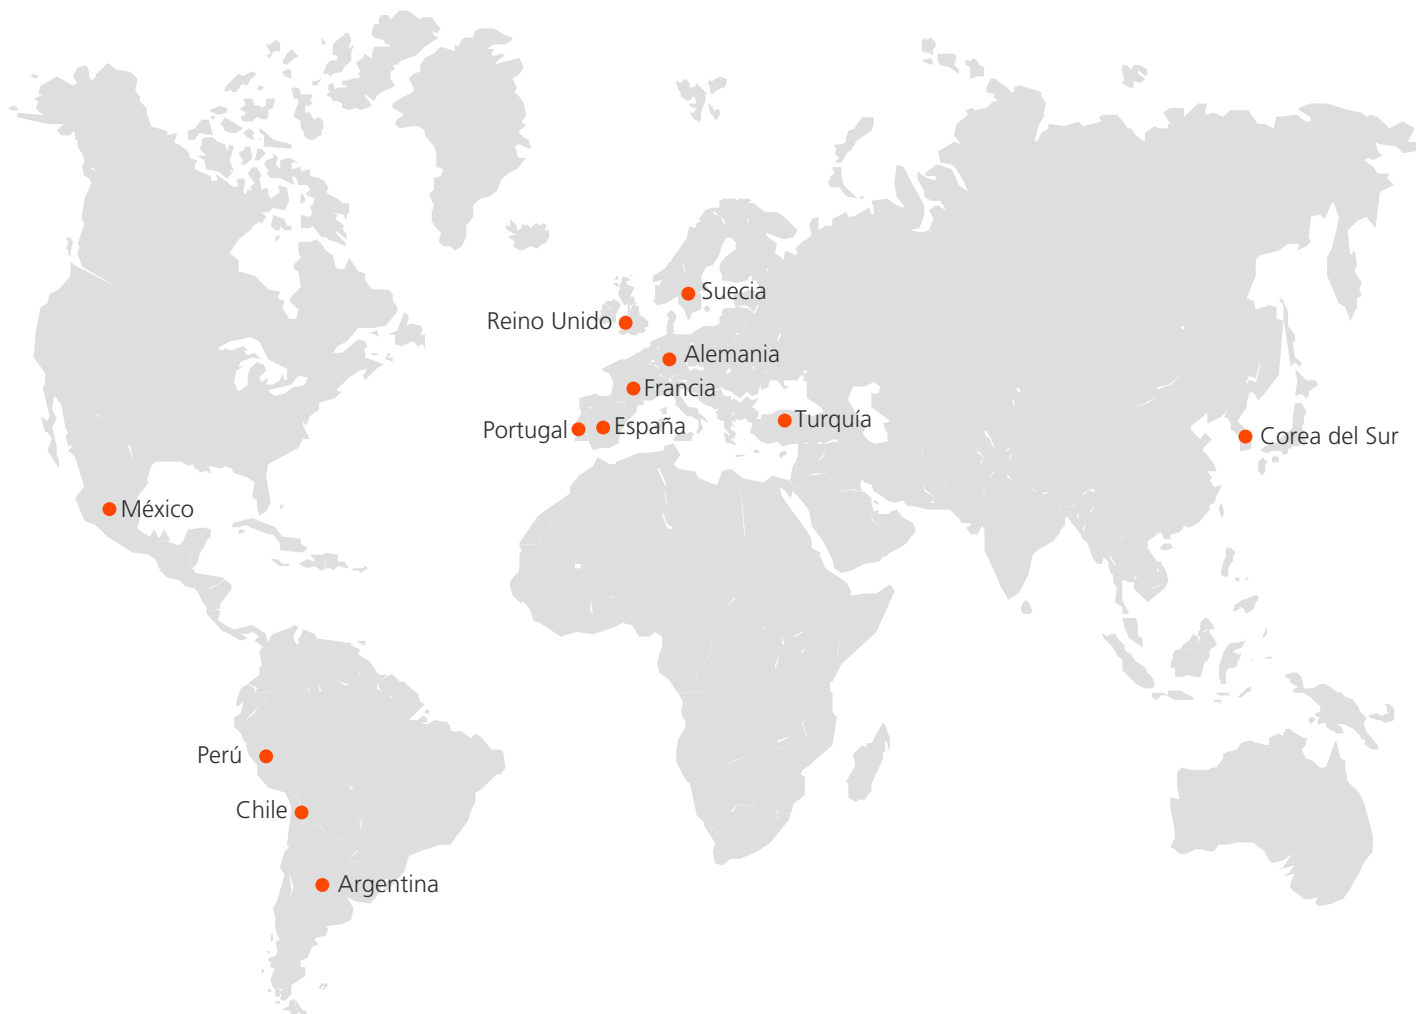 Suecia
Reino Unido
Alemania
Francia
Portugal
España
Turquía
Corea del Sur
México
Perú
Chile
Argentina